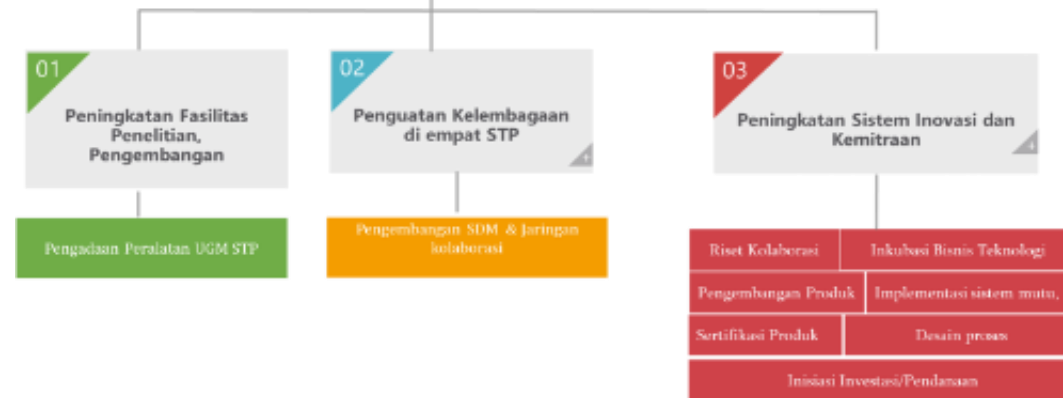 01
Peningkatan Fasilitas
Penelitian,
Pengembangan
Pengadaan Peralatan UGM STP
02
Penguatan Kelembagaan
di empat STP
Pengembangan SDM & Jaringan
kolaborasi
03
Peningkatan Sistem Inovasi dan
Kemitraan
Riset Kolaborasi
Inkubasi Bisnis Teknologi
Pengembangan Produk
Implementasi sistem mutu,
Sertifikasi Produk
Desain proses
Inisiasi Investasi/Pendanaan